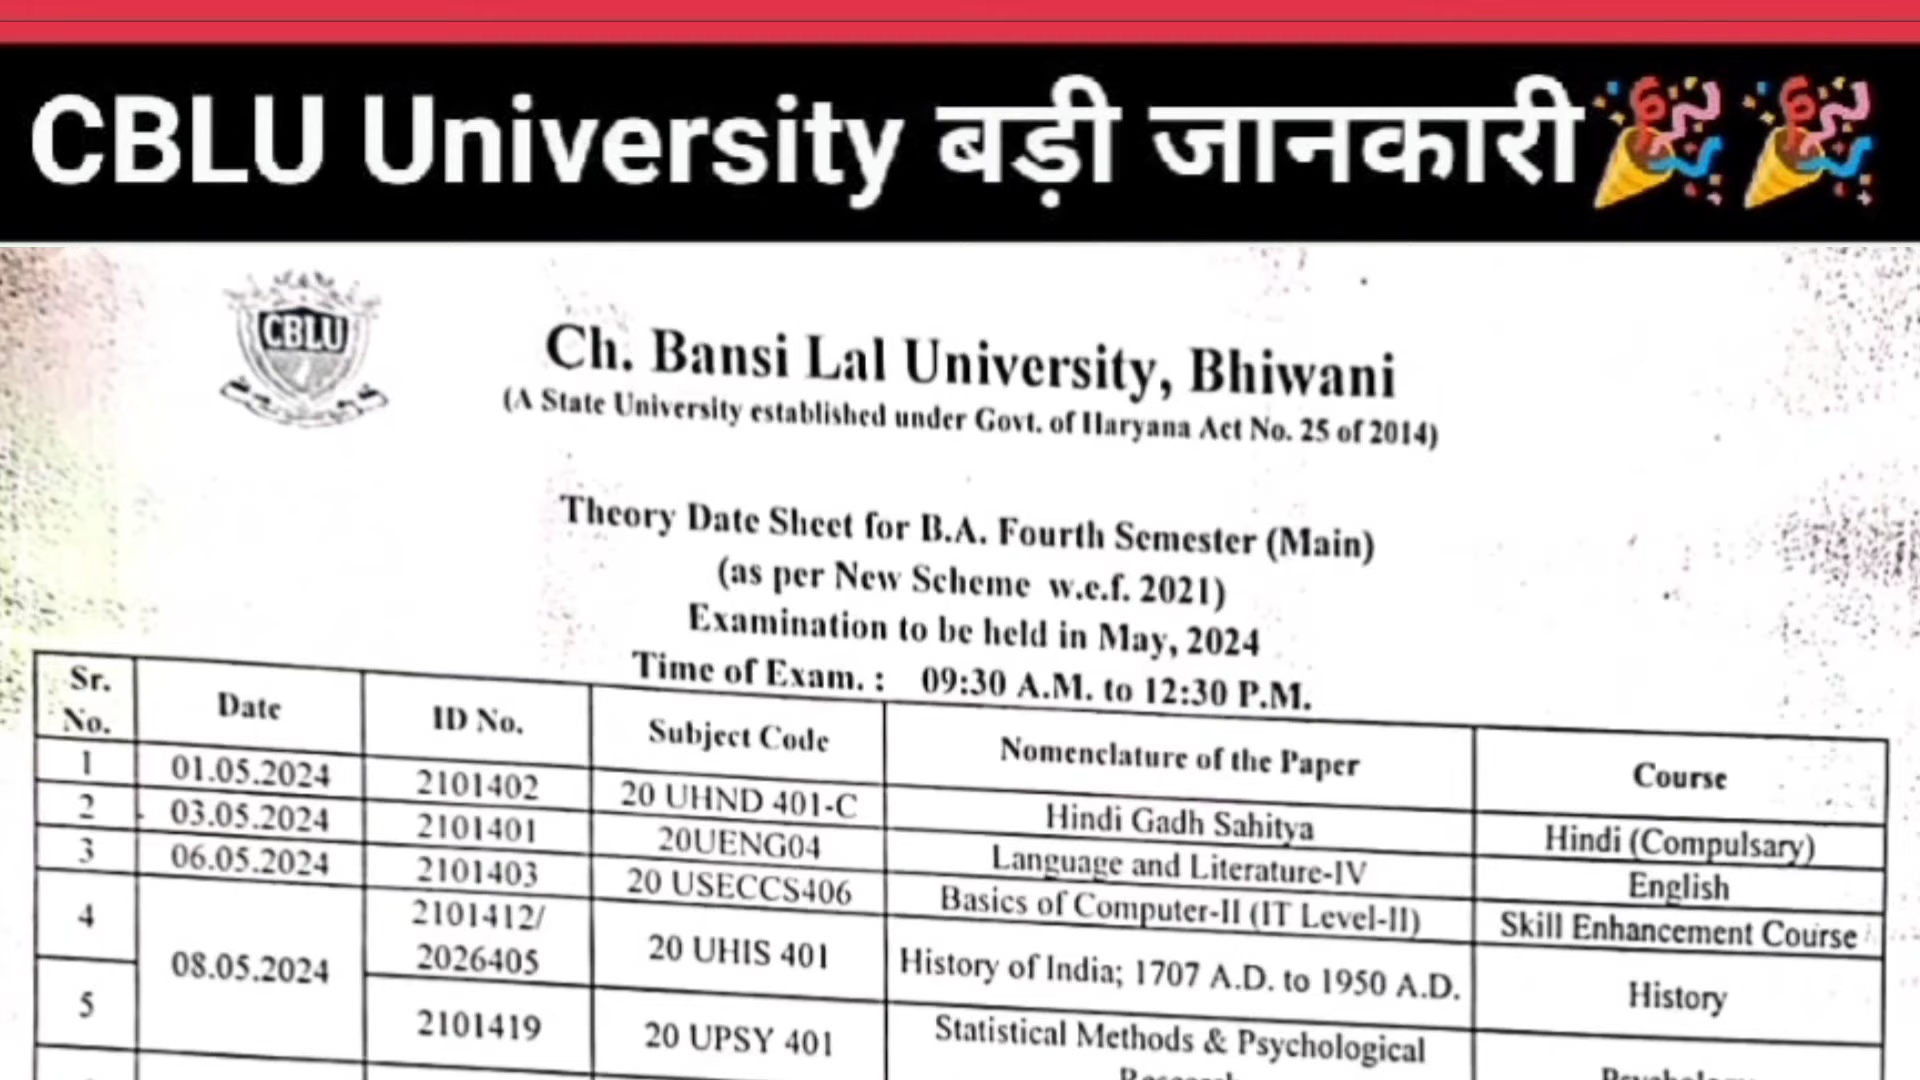 CBLU University बड़ी जानकारी🎉🎉
CBLU
Ch. Bansi Lal University, Bhiwani
(A State University established under Govt. of Haryana Act No. 25 of 2014)
Theory Date Sheet for B.A. Fourth Semester (Main)
(as per New Scheme w.e.f. 2021)
Examination to be held in May, 2024
Time of Exam. : 09:30 A.M. to 12:30 P.M.
Sr. No. Date ID No. Subject Code Nomenclature of the Paper Course
1 01.05.2024 2101402 20 UHND 401-C Hindi Gadh Sahitya Hindi (Compulsary)
2 03.05.2024 2101401 20UENG04 Language and Literature-IV English
3 06.05.2024 2101403 20 USECCS406 Basics of Computer-II (IT Level-II) Skill Enhancement Course
4 08.05.2024 2101412/ 2026405 20 UHIS 401 History of India; 1707 A.D. to 1950 A.D. History
5 2101419 20 UPSY 401 Statistical Methods & Psychological Research Psychology